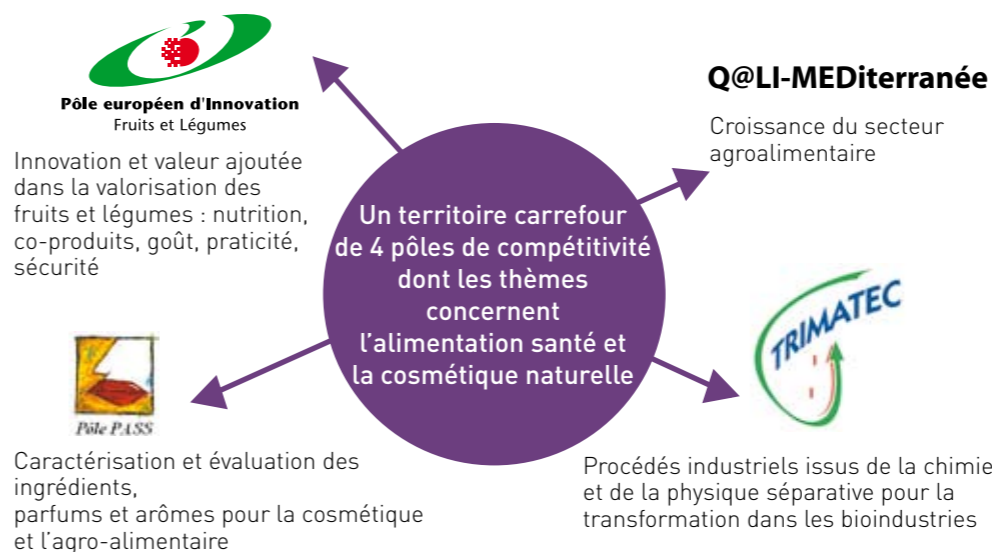 Pôle européen d'Innovation
Fruits et Légumes
Innovation et valeur ajoutée
dans la valorisation des
fruits et légumes : nutrition,
co-produits, goût, praticité,
sécurité
Q@LI-MEDiterranée
Croissance du secteur
agroalimentaire
Un territoire carrefour
de 4 pôles de compétitivité
dont les thèmes
concernent
l'alimentation santé et
la cosmétique naturelle
Pôle PASS
Caractérisation et évaluation des
ingrédients,
parfums et arômes pour la cosmétique
et l'agro-alimentaire
TRIMATEC
Procédés industriels issus de la chimie
et de la physique séparative pour la
transformation dans les bioindustries